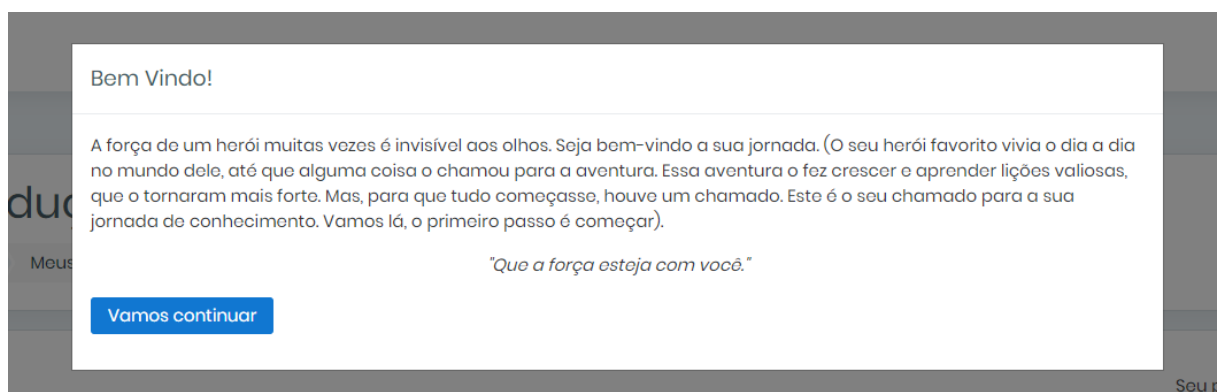 Bem Vindo!
A força de um herói muitas vezes é invisível aos olhos. Seja bem-vindo a sua jornada. (O seu herói favorito vivia o dia a dia
no mundo dele, até que alguma coisa o chamou para a aventura. Essa aventura o fez crescer e aprender lições valiosas,
que o tornaram mais forte. Mas, para que tudo começasse, houve um chamado. Este é o seu chamado para a sua
jornada de conhecimento. Vamos lá, o primeiro passo é começar).
Meus
"Que a força esteja com você."
Vamos continuar
Seu